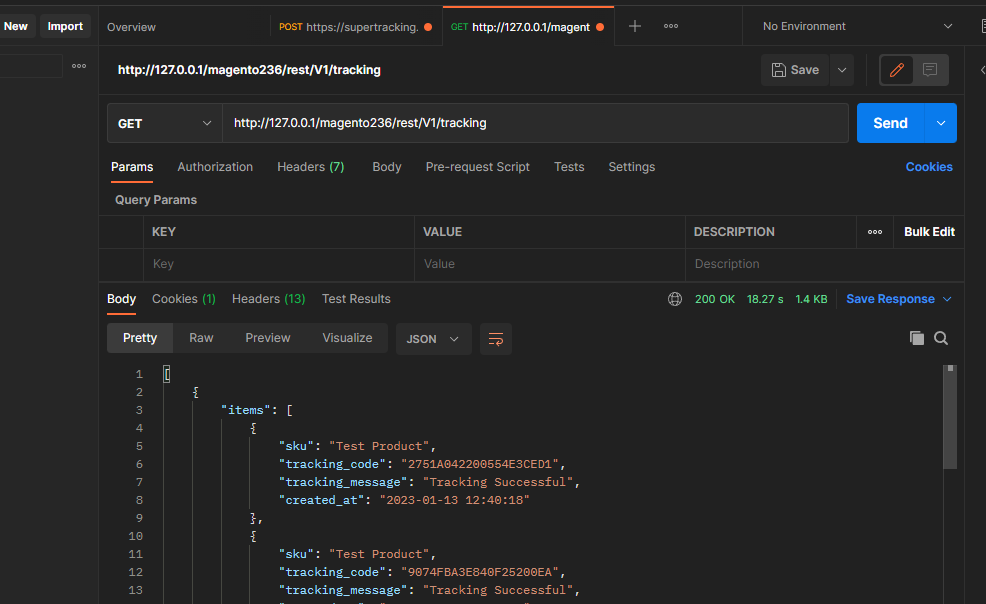 New Import Overview POST https://supertracking. GET http://127.0.0.1/magent No Environment
http://127.0.0.1/magento236/rest/V1/tracking Save
GET http://127.0.0.1/magento236/rest/V1/tracking Send
Params Authorization Headers (7) Body Pre-request Script Tests Settings Cookies
Query Params
KEY VALUE DESCRIPTION Bulk Edit
Key Value Description
Body Cookies (1) Headers (13) Test Results 200 OK 18.27 s 1.4 KB Save Response
Pretty Raw Preview Visualize JSON
1 [
2 {
3 "items": [
4 {
5 "sku": "Test Product",
6 "tracking_code": "2751A042200554E3CED1",
7 "tracking_message": "Tracking Successful",
8 "created_at": "2023-01-13 12:40:18"
9 },
10 {
11 "sku": "Test Product",
12 "tracking_code": "9074FBA3E840F25200EA",
13 "tracking_message": "Tracking Successful",